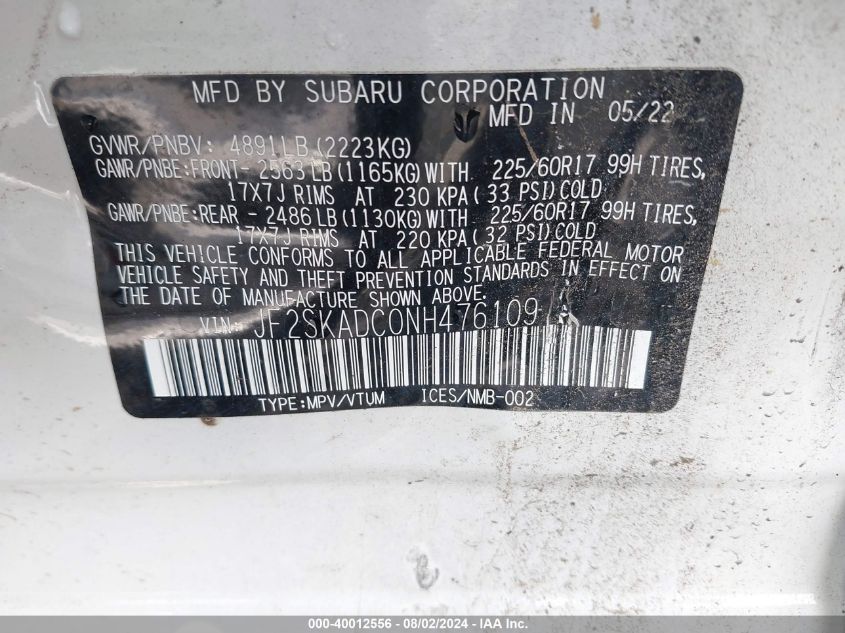 MFD BY SUBARU CORPORATION
MFD IN 05/22
GVWR/PNBV: 4891LB(2223KG)
GAWR/PNBE:FRONT- 2563LB(1165KG)WITH 225/60R17 99H TIRES,
17X7J RIMS AT 230 KPA( 33 PSI)COLD
GAWR/PNBE:REAR - 2486LB(1130KG)WITH 225/60R17 99H TIRES,
17X7J RIMS AT 220 KPA( 32 PSI)COLD
THIS VEHICLE CONFORMS TO ALL APPLICABLE FEDERAL MOTOR
VEHICLE SAFETY AND THEFT PREVENTION STANDARDS IN EFFECT ON
THE DATE OF MANUFACTURE SHOWN ABOVE.
VIN: JF2SKADC0NH476109
TYPE:MPV/VTUM ICES/NMB-002
000-40012556 - 08/02/2024 - IAA Inc.